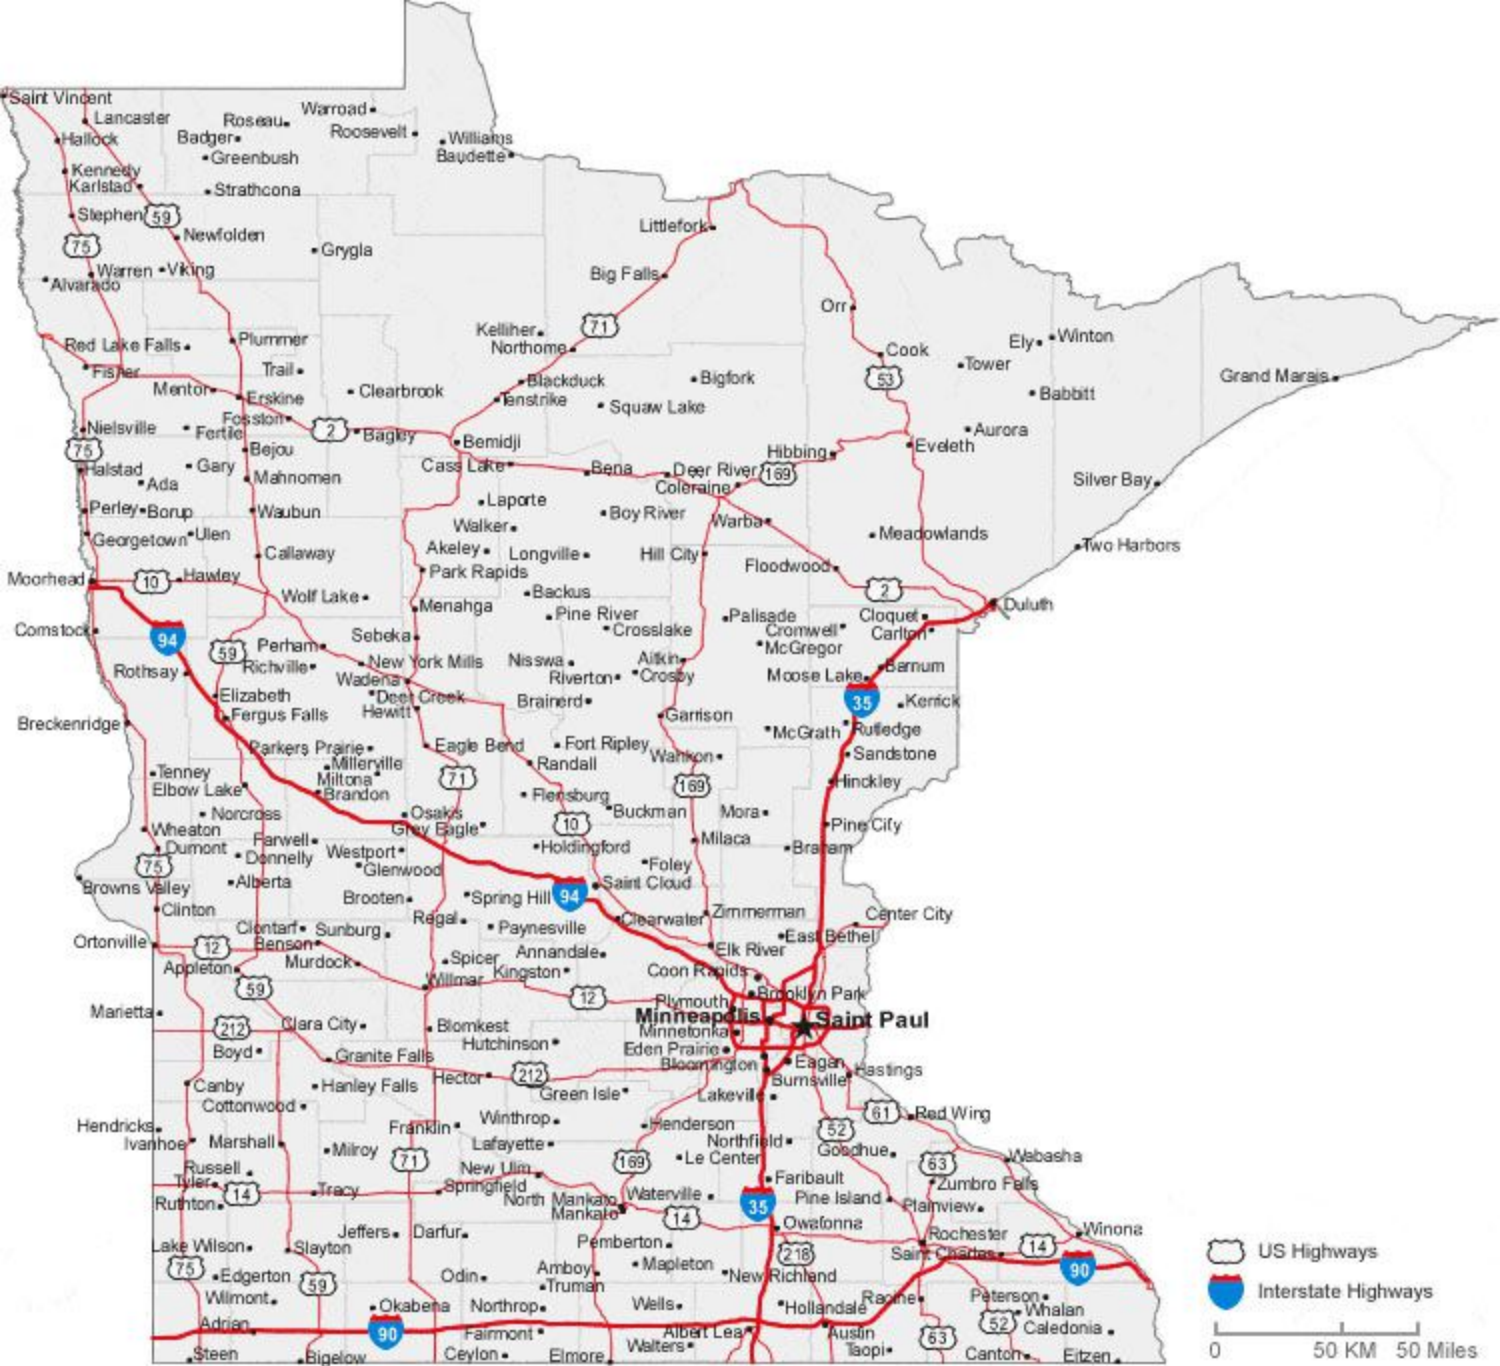 Saint Vincent
Lancaster
Roseau
Warroad
Hallock
Badger
Roosevelt
Williams
Greenbush
Baudette
Kennedy
Karlstad
Strathcona
Stephen
59
Littlefork
Newfolden
75
Grygla
Warren
Viking
Big Falls
Alvarado
Orr
Kelliher
71
Ely
Winton
Red Lake Falls
Plummer
Northome
Cook
Fisher
Trail
Tower
Mentor
Clearbrook
Blackduck
Bigfork
53
Grand Marais
Erskine
Tenstrike
Squaw Lake
Babbitt
Fosston
Nielsville
Fertile
2
Bagley
Bemidji
Aurora
75
Bejou
Hibbing
Eveleth
Halstad
Gary
Cass Lake
Bena
Deer River
169
Ada
Mahnomen
Coleraine
Silver Bay
Perley
Borup
Waubun
Laporte
Boy River
Warba
Georgetown
Ulen
Walker
Meadowlands
Callaway
Akeley
Longville
Hill City
Two Harbors
Moorhead
10
Hawley
Park Rapids
Floodwood
Wolf Lake
Backus
2
Menahga
Pine River
Palisade
Cloquet
Duluth
Comstock
94
Sebeka
Crosslake
Cromwell
Carlton
59
Perham
McGregor
Rothsay
Richville
New York Mills
Nisswa
Aitkin
Barnum
Wadena
Riverton
Crosby
Moose Lake
Elizabeth
Deer Creek
Brainerd
35
Kerrick
Breckenridge
Fergus Falls
Hewitt
Garrison
McGrath
Rutledge
Parkers Prairie
Eagle Bend
Fort Ripley
Wahkon
Sandstone
Tenney
Millerville
Randall
Miltona
71
169
Hinckley
Elbow Lake
Brandon
Flensburg
Norcross
Osakis
Buckman
Mora
Wheaton
Grey Eagle
10
Pine City
Dumont
Farwell
Westport
Holdingford
Milaca
Braham
75
Donnelly
Glenwood
Foley
Browns Valley
Alberta
Saint Cloud
Brooten
Spring Hill
94
Clinton
Regal
Clearwater
Zimmerman
Center City
Clontarf
Sunburg
Paynesville
Ortonville
12
Benson
East Bethel
Elk River
Appleton
Murdock
Spicer
Annandale
Kingston
Coon Rapids
59
Willmar
12
Brooklyn Park
Marietta
Plymouth
Minneapolis
Saint Paul
212
Clara City
Blomkest
Minnetonka
Boyd
Hutchinson
Eden Prairie
Granite Falls
Bloomington
Eagan
Hector
212
Burnsville
Hastings
Canby
Hanley Falls
Green Isle
Lakeville
Cottonwood
61
Red Wing
Hendricks
Franklin
Winthrop
Henderson
52
Ivanhoe
Marshall
Lafayette
Northfield
Milroy
71
169
Le Center
Goodhue
Wabasha
Russell
New Ulm
63
Tyler
14
Tracy
Springfield
Faribault
Zumbro Falls
Ruthton
North Mankato
Waterville
35
Pine Island
Mankato
14
Plainview
Jeffers
Darfur
Owatonna
Rochester
Winona
Lake Wilson
Slayton
Pemberton
218
Saint Charles
14
75
Edgerton
59
Odin
Amboy
Mapleton
New Richland
90
Wilmont
Truman
Okabena
Northrop
Wells
Hollandale
Racine
Peterson
Whalan
Adrian
90
Fairmont
Albert Lea
Austin
63
52
Caledonia
Steen
Bigelow
Ceylon
Elmore
Walters
Taopi
Canton
Eitzen
US Highways
Interstate Highways
0 50 KM 50 Miles